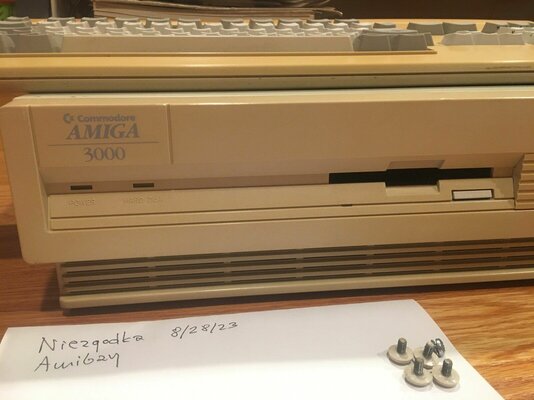 Commodore
AMIGA
3000
POWER
HARD DISK
Niezgodka 8/28/23
Amibay